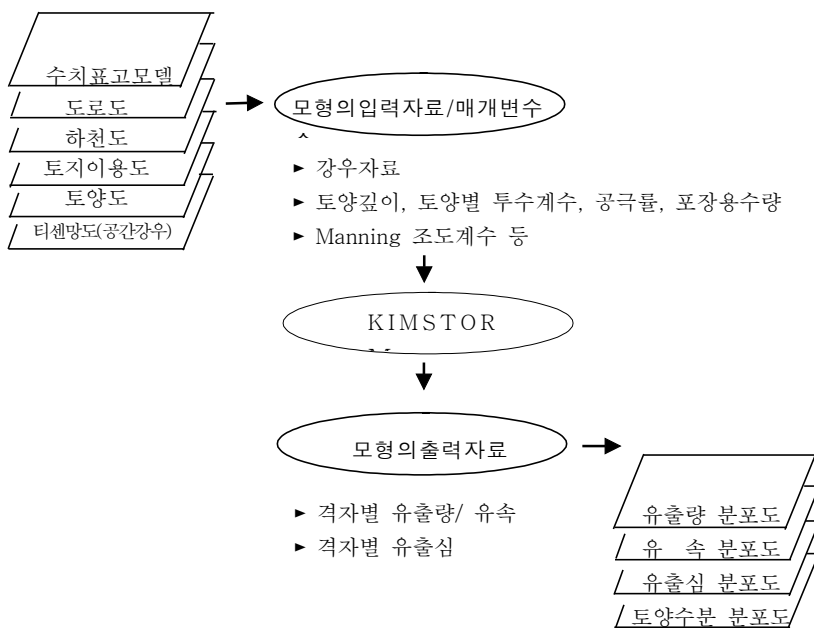 수치표고모델
도로도
하천도
토지이용도
토양도
티센망도(공간강우)
모형의입력자료/매개변수
► 강우자료
► 토양깊이, 토양별 투수계수, 공극률, 포장용수량
► Manning 조도계수 등
KIMSTOR
모형의출력자료
► 격자별 유출량/ 유속
► 격자별 유출심
유출량 분포도
유 속 분포도
유출심 분포도
토양수분 분포도